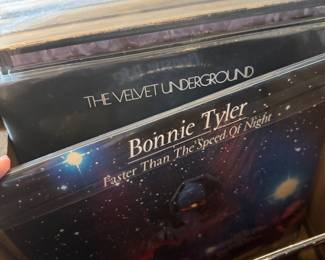 THE VELVET UNDERGROUND
Bonnie Tyler
Faster Than The Speed Of Night